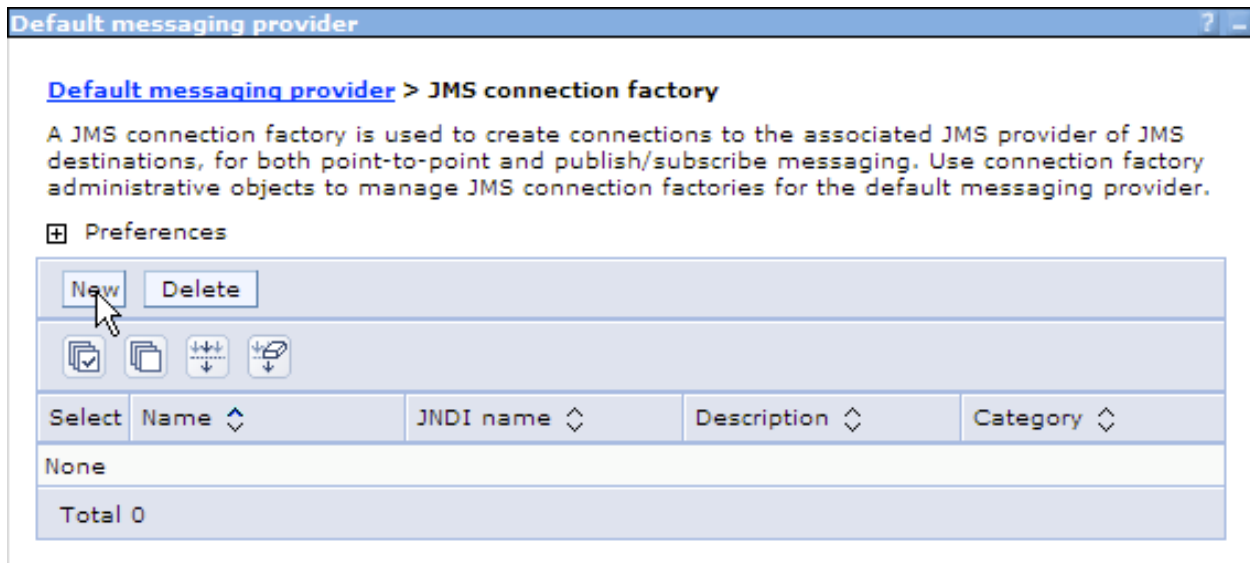 Default messaging provider ? –
Default messaging provider > JMS connection factory
A JMS connection factory is used to create connections to the associated JMS provider of JMS
destinations, for both point-to-point and publish/subscribe messaging. Use connection factory
administrative objects to manage JMS connection factories for the default messaging provider.
Preferences
New Delete
Select Name JNDI name Description Category
None
Total 0